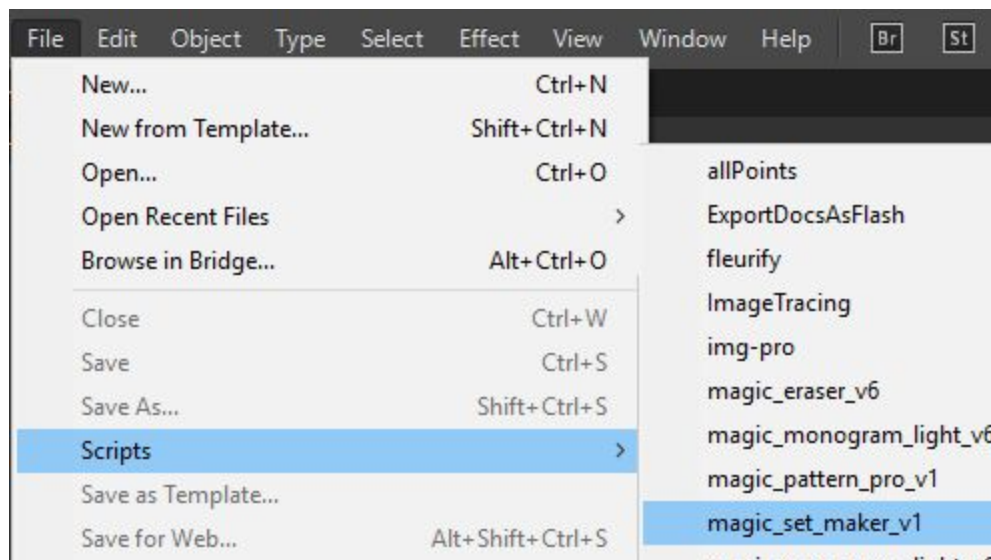 File Edit Object Type Select Effect View Window Help Br St
New... Ctrl+N
New from Template... Shift+Ctrl+N
Open... Ctrl+O
Open Recent Files >
Browse in Bridge... Alt+Ctrl+O
Close Ctrl+W
Save Ctrl+S
Save As... Shift+Ctrl+S
Scripts >
Save as Template...
Save for Web... Alt+Shift+Ctrl+S
allPoints
ExportDocsAsFlash
fleurify
ImageTracing
img-pro
magic_eraser_v6
magic_monogram_light_v6
magic_pattern_pro_v1
magic_set_maker_v1